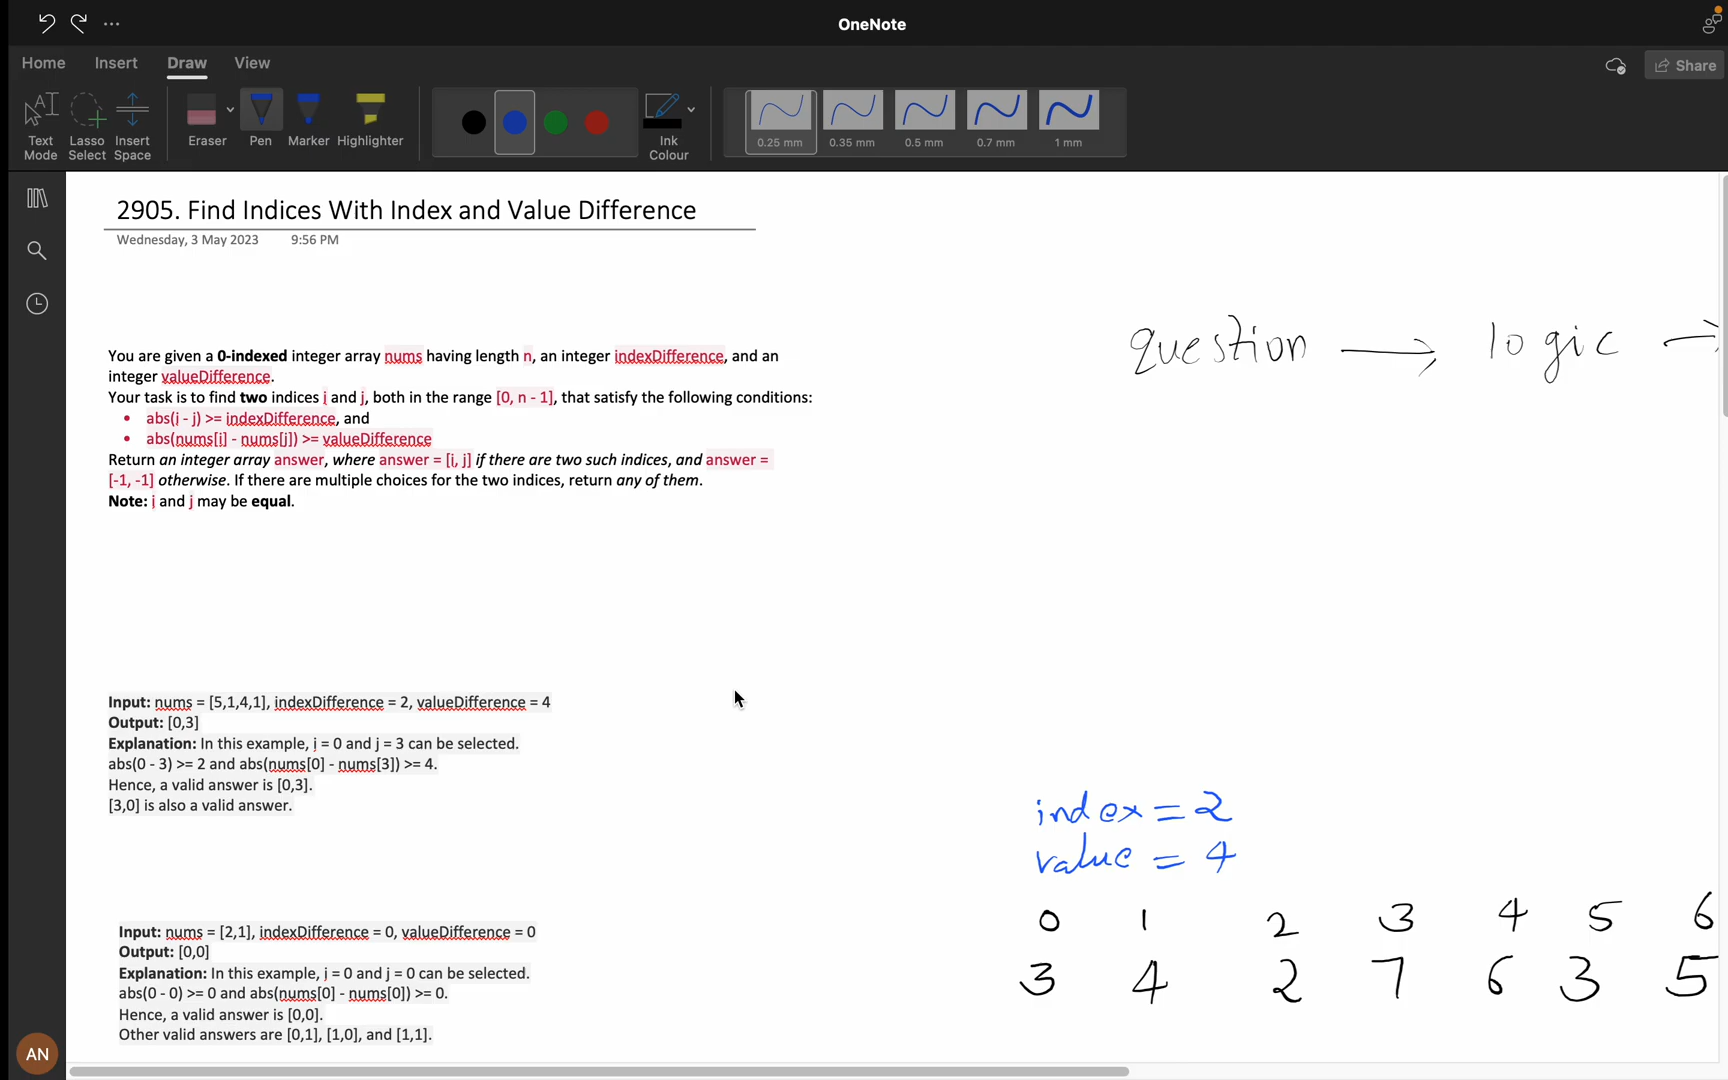 OneNote
Home Insert Draw View
Share
Text Mode
Lasso Select
Insert Space
Eraser
Pen
Marker
Highlighter
Ink Colour
0.25 mm
0.35 mm
0.5 mm
0.7 mm
1 mm
2905. Find Indices With Index and Value Difference
Wednesday, 3 May 2023 9:56 PM
question → logic →
You are given a 0-indexed integer array nums having length n, an integer indexDifference, and an
integer valueDifference.
Your task is to find two indices i and j, both in the range [0, n - 1], that satisfy the following conditions:
• abs(i - j) >= indexDifference, and
• abs(nums[i] - nums[j]) >= valueDifference
Return an integer array answer, where answer = [i, j] if there are two such indices, and answer =
[-1, -1] otherwise. If there are multiple choices for the two indices, return any of them.
Note: i and j may be equal.
Input: nums = [5,1,4,1], indexDifference = 2, valueDifference = 4
Output: [0,3]
Explanation: In this example, i = 0 and j = 3 can be selected.
abs(0 - 3) >= 2 and abs(nums[0] - nums[3]) >= 4.
Hence, a valid answer is [0,3].
[3,0] is also a valid answer.
index = 2
value = 4
0 1 2 3 4 5 6
3 4 2 7 6 3 5
Input: nums = [2,1], indexDifference = 0, valueDifference = 0
Output: [0,0]
Explanation: In this example, i = 0 and j = 0 can be selected.
abs(0 - 0) >= 0 and abs(nums[0] - nums[0]) >= 0.
Hence, a valid answer is [0,0].
Other valid answers are [0,1], [1,0], and [1,1].
AN